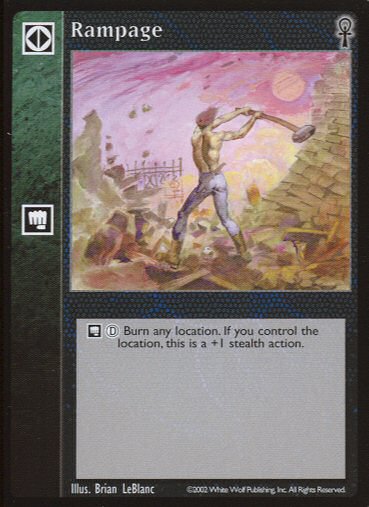 Rampage
D Burn any location. If you control the
location, this is a +1 stealth action.
Illus. Brian LeBlanc
©2002 White Wolf Publishing, Inc. All Rights Reserved.